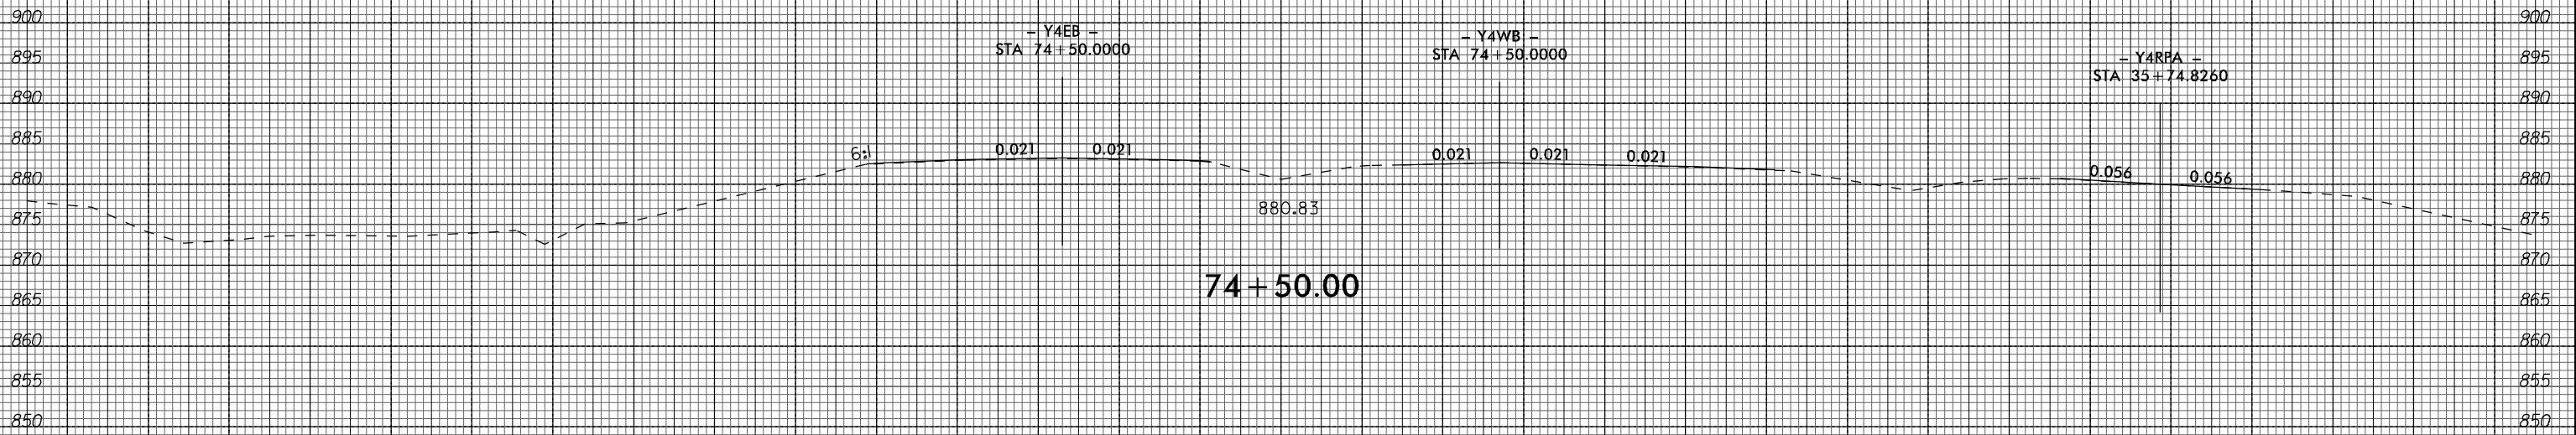 900 900
– Y4EB –
STA 74+50.0000
– Y4WB –
STA 74+50.0000
895 895
– Y4RPA –
STA 35+74.8260
890 890
885 885
6:1 0.021 0.021 0.021 0.021 0.021
880 0.056 0.056 880
880.83
875 875
870 870
74+50.00
865 865
860 860
855 855
850 850